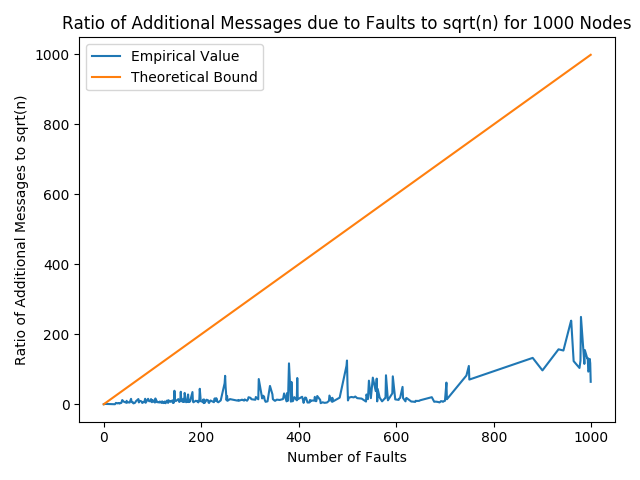 Ratio of Additional Messages due to Faults to sqrt(n) for 1000 Nodes
Empirical Value
Theoretical Bound
Ratio of Additional Messages to sqrt(n)
1000
800
600
400
200
0
0 200 400 600 800 1000
Number of Faults